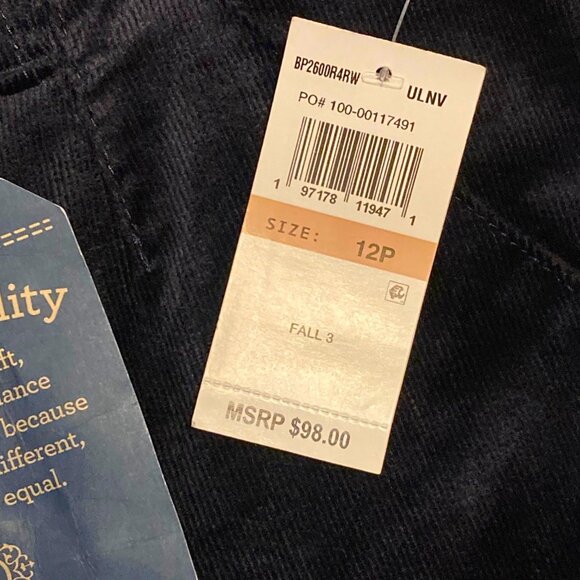 BP2600R4RW
ULNV
PO# 100-00117491
1 97178 11947 1
SIZE: 12P
FALL 3
MSRP $98.00
lity
ft,
lance
because
ifferent,
equal.